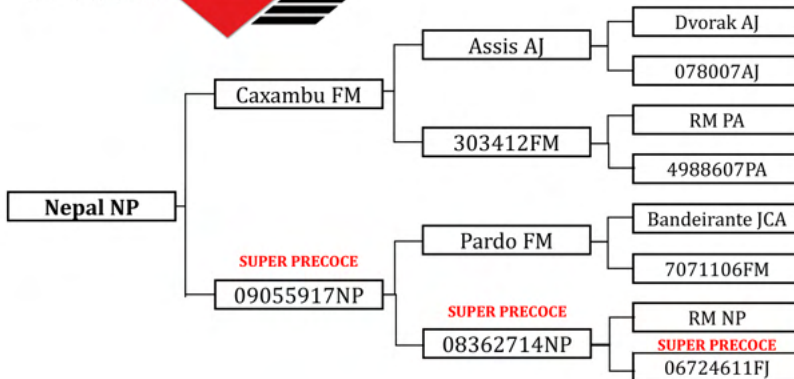 Dvorak AJ
Assis AJ
078007AJ
Caxambu FM
RM PA
303412FM
4988607PA
Nepal NP
Bandeirante JCA
Pardo FM
SUPER PRECOCE
7071106FM
09055917NP
SUPER PRECOCE
RM NP
08362714NP
SUPER PRECOCE
06724611FJ